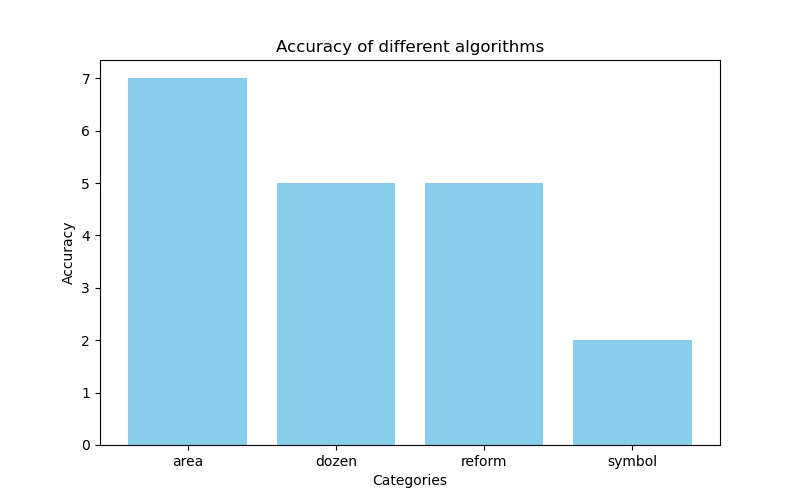 Accuracy of different algorithms
7
6
5
4
3
2
1
0
Accuracy
area dozen reform symbol
Categories